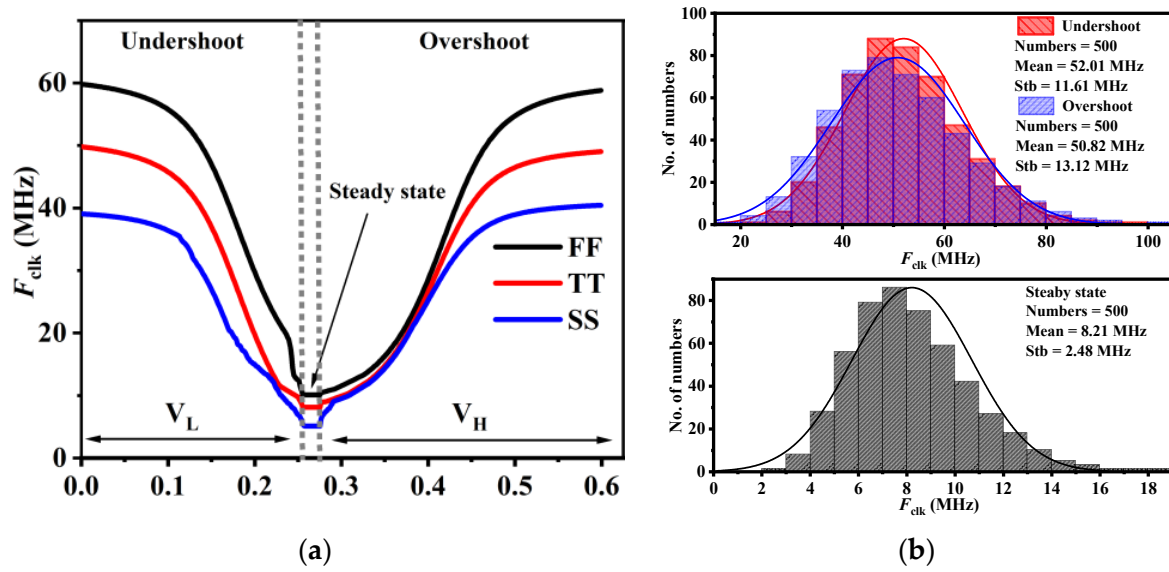 Undershoot
Overshoot
Steady state
FF
TT
SS
V_L
V_H
F_clk (MHz)
60
40
20
0
0.0 0.1 0.2 0.3 0.4 0.5 0.6
(a)
Undershoot
Numbers = 500
Mean = 52.01 MHz
Stb = 11.61 MHz
Overshoot
Numbers = 500
Mean = 50.82 MHz
Stb = 13.12 MHz
No. of numbers
100
80
60
40
20
0
20 40 60 80 100
F_clk (MHz)
Steaby state
Numbers = 500
Mean = 8.21 MHz
Stb = 2.48 MHz
No. of numbers
80
60
40
20
0
0 2 4 6 8 10 12 14 16 18
F_clk (MHz)
(b)